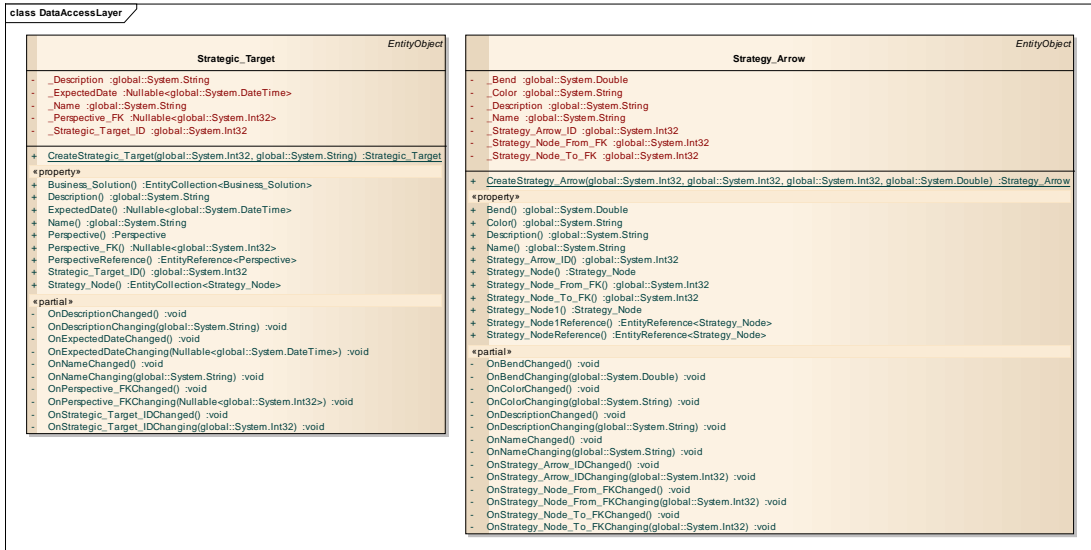 class DataAccessLayer
EntityObject
Strategic_Target
- _Description :global::System.String
- _ExpectedDate :Nullable<global::System.DateTime>
- _Name :global::System.String
- _Perspective_FK :Nullable<global::System.Int32>
- _Strategic_Target_ID :global::System.Int32
+ CreateStrategic_Target(global::System.Int32, global::System.String) :Strategic_Target
«property»
+ Business_Solution() :EntityCollection<Business_Solution>
+ Description() :global::System.String
+ ExpectedDate() :Nullable<global::System.DateTime>
+ Name() :global::System.String
+ Perspective() :Perspective
+ Perspective_FK() :Nullable<global::System.Int32>
+ PerspectiveReference() :EntityReference<Perspective>
+ Strategic_Target_ID() :global::System.Int32
+ Strategy_Node() :EntityCollection<Strategy_Node>
«partial»
- OnDescriptionChanged() :void
- OnDescriptionChanging(global::System.String) :void
- OnExpectedDateChanged() :void
- OnExpectedDateChanging(Nullable<global::System.DateTime>) :void
- OnNameChanged() :void
- OnNameChanging(global::System.String) :void
- OnPerspective_FKChanged() :void
- OnPerspective_FKChanging(Nullable<global::System.Int32>) :void
- OnStrategic_Target_IDChanged() :void
- OnStrategic_Target_IDChanging(global::System.Int32) :void
EntityObject
Strategy_Arrow
- _Bend :global::System.Double
- _Color :global::System.String
- _Description :global::System.String
- _Name :global::System.String
- _Strategy_Arrow_ID :global::System.Int32
- _Strategy_Node_From_FK :global::System.Int32
- _Strategy_Node_To_FK :global::System.Int32
+ CreateStrategy_Arrow(global::System.Int32, global::System.Int32, global::System.Int32, global::System.Double) :Strategy_Arrow
«property»
+ Bend() :global::System.Double
+ Color() :global::System.String
+ Description() :global::System.String
+ Name() :global::System.String
+ Strategy_Arrow_ID() :global::System.Int32
+ Strategy_Node() :Strategy_Node
+ Strategy_Node_From_FK() :global::System.Int32
+ Strategy_Node_To_FK() :global::System.Int32
+ Strategy_Node1() :Strategy_Node
+ Strategy_Node1Reference() :EntityReference<Strategy_Node>
+ Strategy_NodeReference() :EntityReference<Strategy_Node>
«partial»
- OnBendChanged() :void
- OnBendChanging(global::System.Double) :void
- OnColorChanged() :void
- OnColorChanging(global::System.String) :void
- OnDescriptionChanged() :void
- OnDescriptionChanging(global::System.String) :void
- OnNameChanged() :void
- OnNameChanging(global::System.String) :void
- OnStrategy_Arrow_IDChanged() :void
- OnStrategy_Arrow_IDChanging(global::System.Int32) :void
- OnStrategy_Node_From_FKChanged() :void
- OnStrategy_Node_From_FKChanging(global::System.Int32) :void
- OnStrategy_Node_To_FKChanged() :void
- OnStrategy_Node_To_FKChanging(global::System.Int32) :void